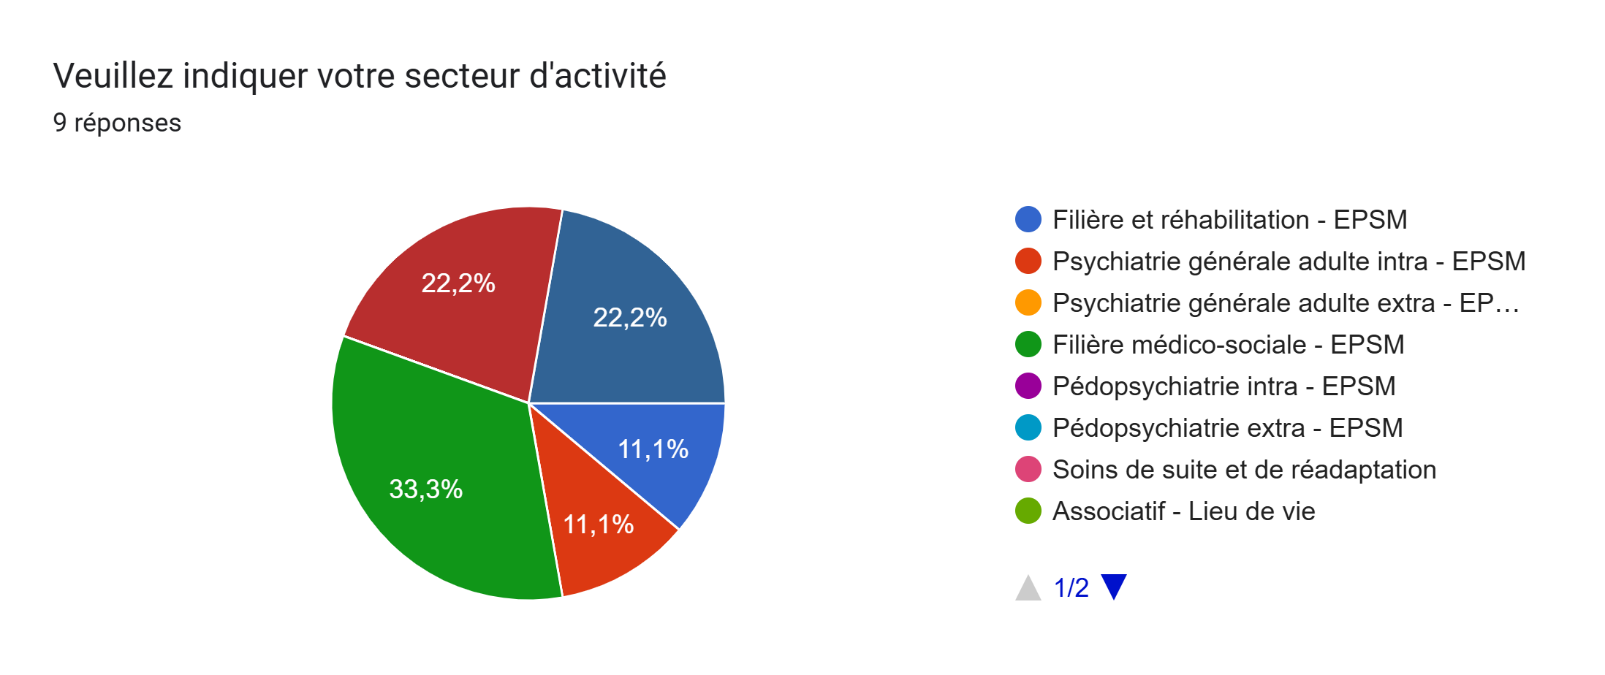 Veuillez indiquer votre secteur d'activité
9 réponses
22,2%
22,2%
11,1%
33,3%
11,1%
Filière et réhabilitation - EPSM
Psychiatrie générale adulte intra - EPSM
Psychiatrie générale adulte extra - EP…
Filière médico-sociale - EPSM
Pédopsychiatrie intra - EPSM
Pédopsychiatrie extra - EPSM
Soins de suite et de réadaptation
Associatif - Lieu de vie
1/2